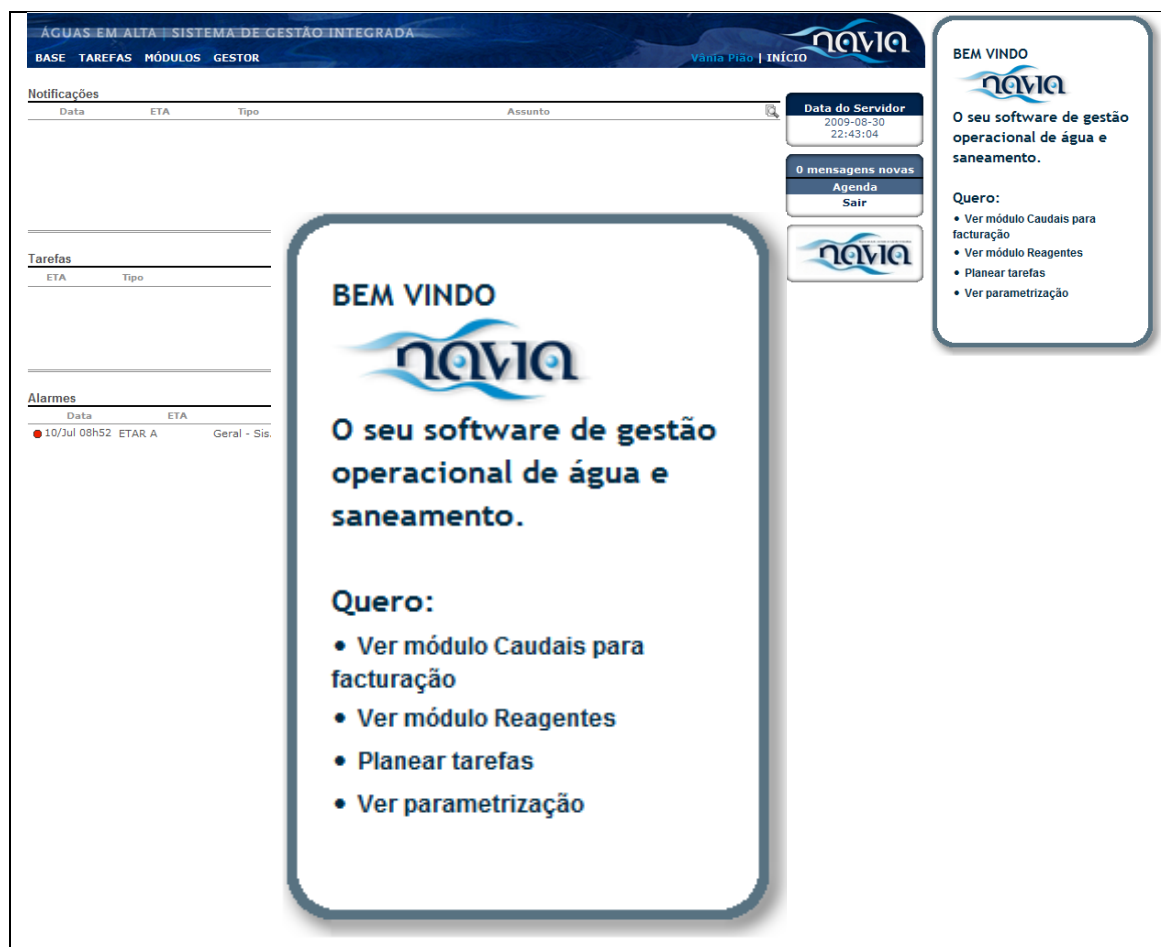 ÁGUAS EM ALTA | SISTEMA DE GESTÃO INTEGRADA
BASE TAREFAS MÓDULOS GESTOR
Vânia Pião | INÍCIO
navia
Notificações
Data ETA Tipo Assunto
Data do Servidor
2009-08-30
22:43:04
0 mensagens novas
Agenda
Sair
navia
Tarefas
ETA Tipo
Alarmes
Data ETA
10/Jul 08h52 ETAR A Geral - Sis.
BEM VINDO
navia
O seu software de gestão
operacional de água e
saneamento.
Quero:
• Ver módulo Caudais para
facturação
• Ver módulo Reagentes
• Planear tarefas
• Ver parametrização
BEM VINDO
navia
O seu software de gestão
operacional de água e
saneamento.
Quero:
• Ver módulo Caudais para
facturação
• Ver módulo Reagentes
• Planear tarefas
• Ver parametrização